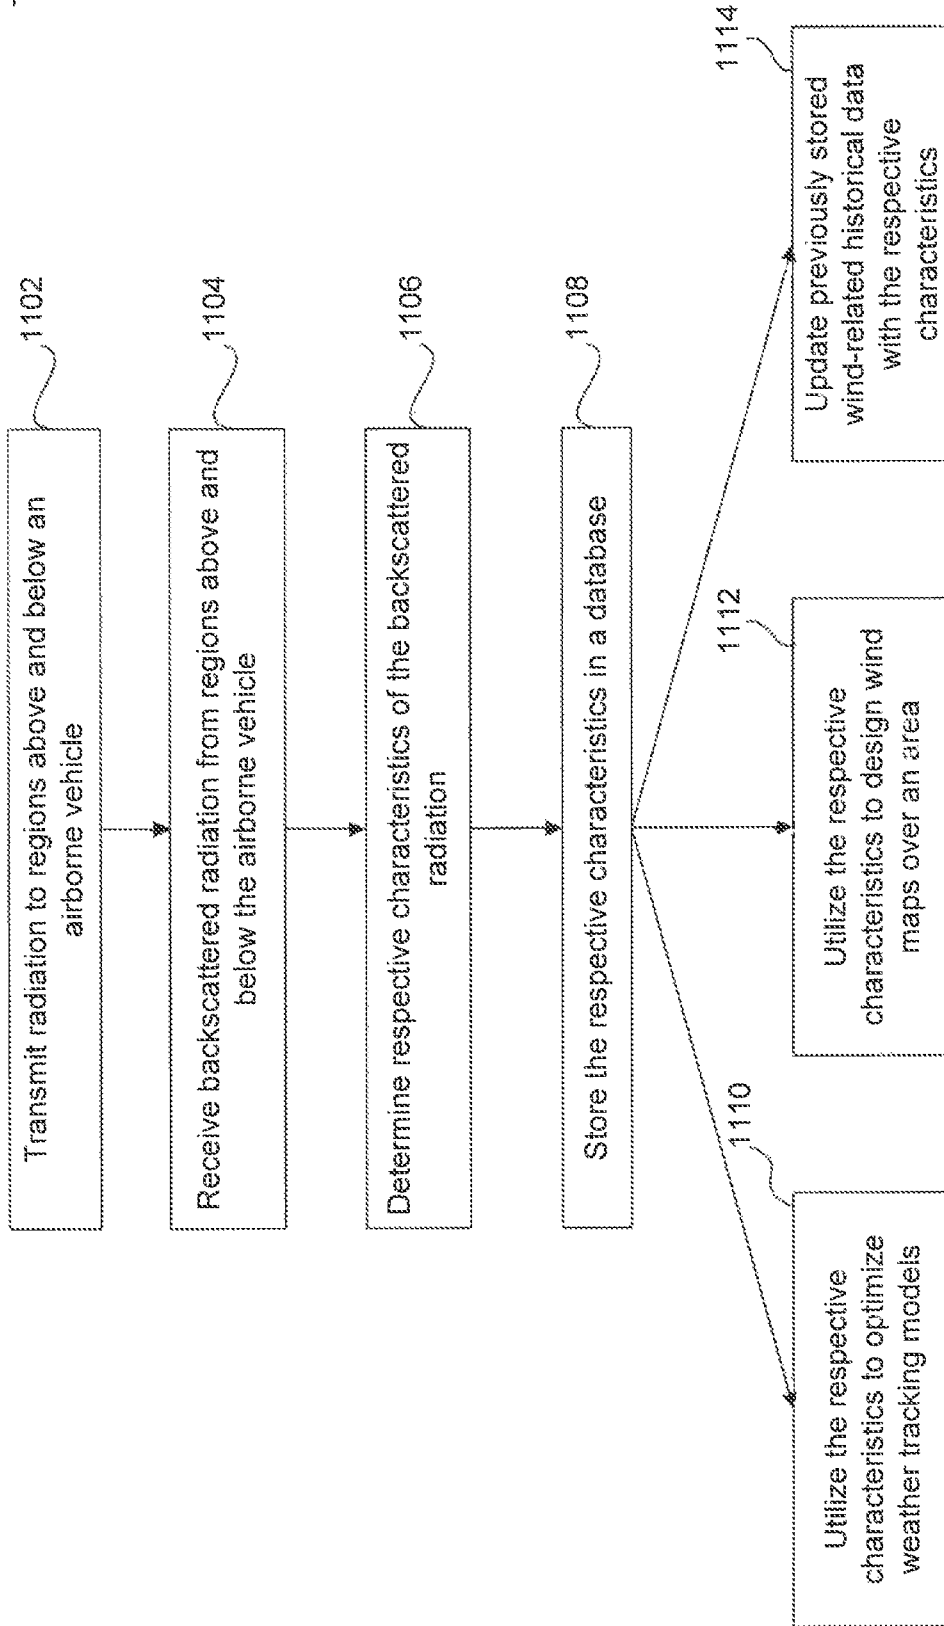 1102
Transmit radiation to regions above and below an
airborne vehicle
1104
Receive backscattered radiation from regions above and
below the airborne vehicle
1106
Determine respective characteristics of the backscattered
radiation
1108
Store the respective characteristics in a database
1110
Utilize the respective
characteristics to optimize
weather tracking models
1112
Utilize the respective
characteristics to design wind
maps over an area
1114
Update previously stored
wind-related historical data
with the respective
characteristics